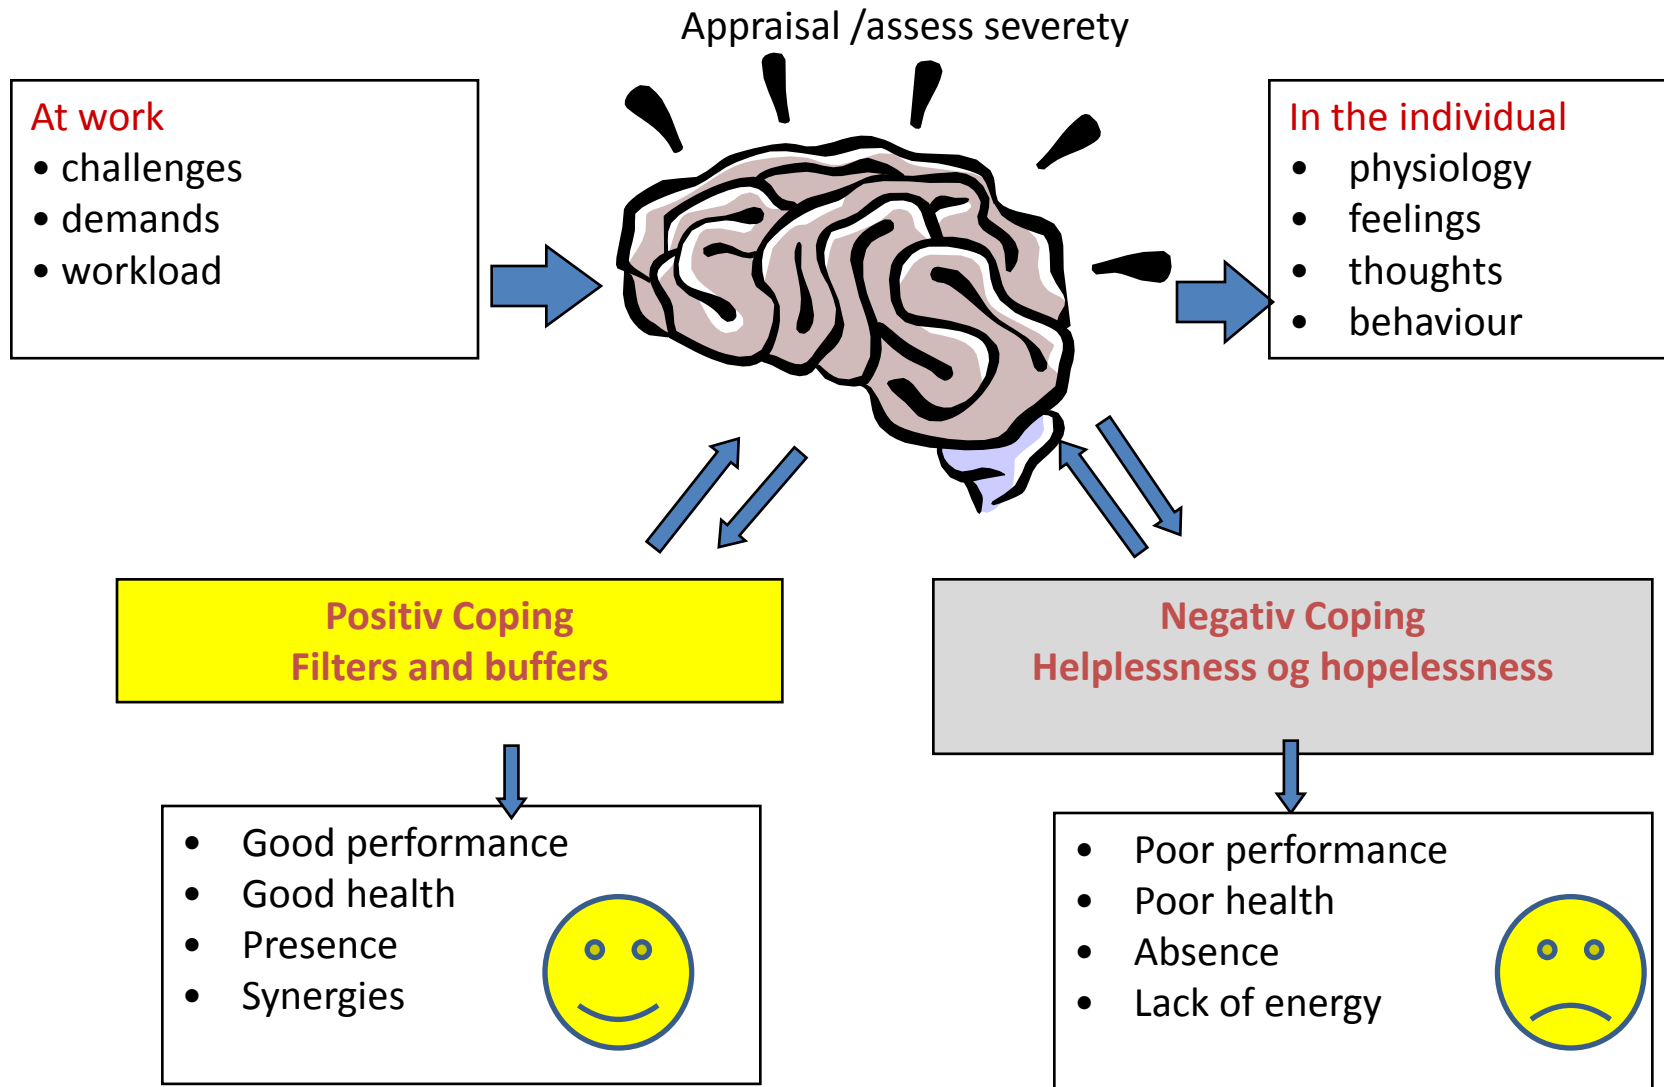 Appraisal /assess severety
At work
• challenges
• demands
• workload
In the individual
• physiology
• feelings
• thoughts
• behaviour
Positiv Coping
Filters and buffers
Negativ Coping
Helplessness og hopelessness
• Good performance
• Good health
• Presence
• Synergies
• Poor performance
• Poor health
• Absence
• Lack of energy